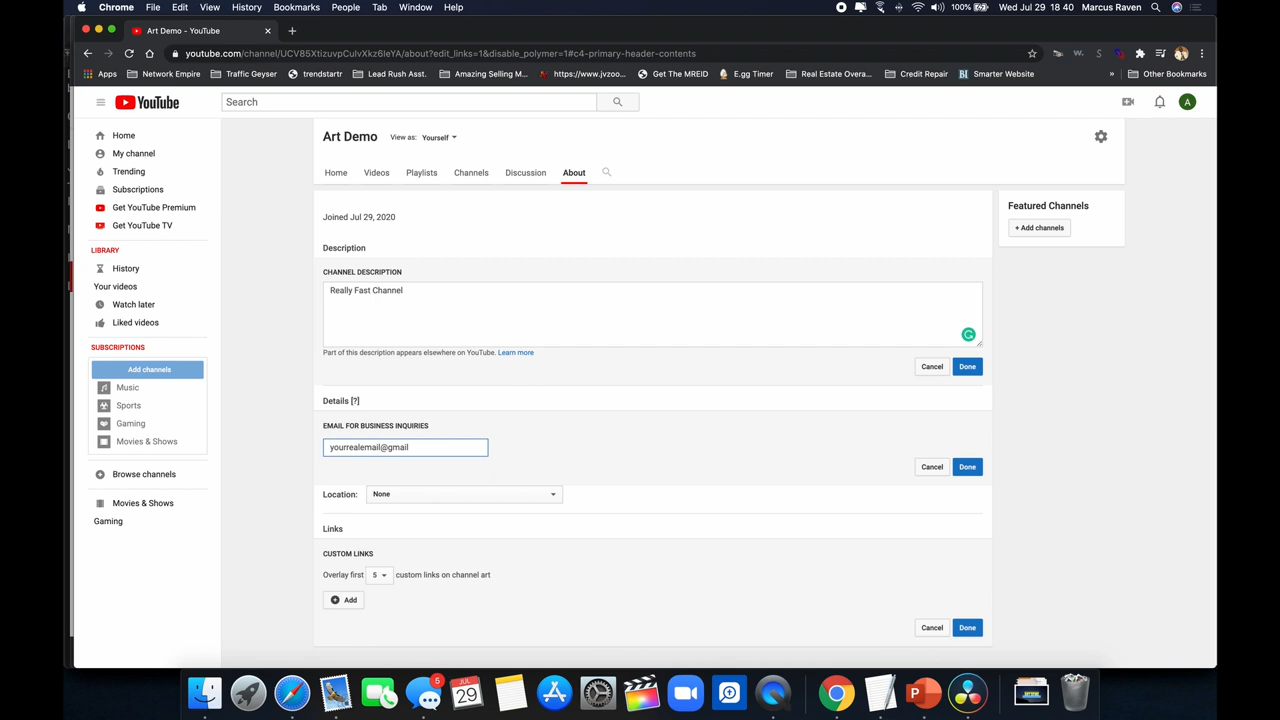 Chrome File Edit View History Bookmarks People Tab Window Help 100% Wed Jul 29 18:40 Marcus Raven
Art Demo - YouTube
youtube.com/channel/UCV85XtizuvpCuIvXkz6IeYA/about?edit_links=1&disable_polymer=1#c4-primary-header-contents
Apps Network Empire Traffic Geyser trendstartr Lead Rush Asst. Amazing Selling M... https://www.jvzoo... Get The MREID E.gg Timer Real Estate Overa... Credit Repair Smarter Website » Other Bookmarks
YouTube
Search
A
Home
My channel
Trending
Subscriptions
Get YouTube Premium
Get YouTube TV
LIBRARY
History
Your videos
Watch later
Liked videos
SUBSCRIPTIONS
Add channels
Music
Sports
Gaming
Movies & Shows
Browse channels
Movies & Shows
Gaming
Art Demo View as: Yourself
Home Videos Playlists Channels Discussion About
Joined Jul 29, 2020
Description
CHANNEL DESCRIPTION
Really Fast Channel
Part of this description appears elsewhere on YouTube. Learn more
Cancel Done
Details [?]
EMAIL FOR BUSINESS INQUIRIES
yourrealemail@gmail
Cancel Done
Location: None
Links
CUSTOM LINKS
Overlay first 5 custom links on channel art
Add
Cancel Done
Featured Channels
+ Add channels
5
JUL
29